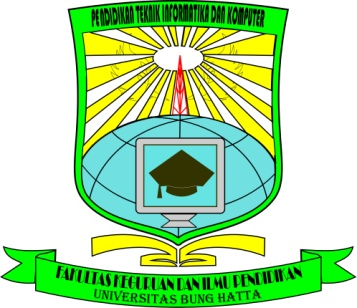 PENDIDIKAN TEKNIK INFORMATIKA DAN KOMPUTER
FAKULTAS KEGURUAN DAN ILMU PENDIDIKAN
UNIVERSITAS BUNG HATTA